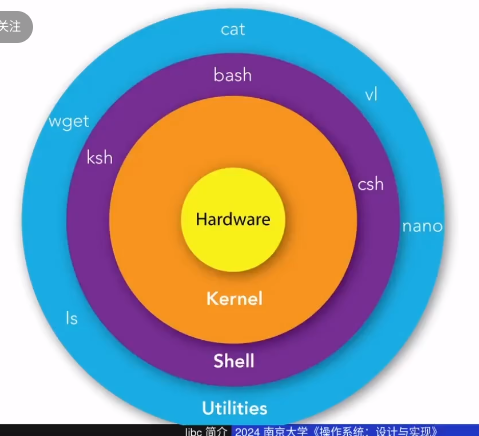 关注
cat
bash
vl
wget
ksh
csh
Hardware
nano
Kernel
ls
Shell
Utilities
libc 简介 2024 南京大学《操作系统：设计与实现》